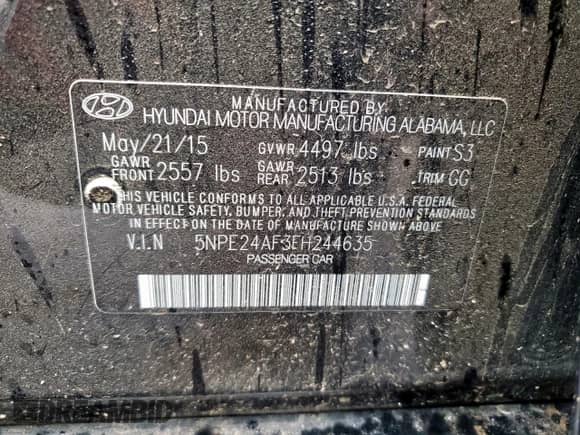 MANUFACTURED BY
HYUNDAI MOTOR MANUFACTURING ALABAMA, LLC
May/21/15 GVWR 4497 lbs PAINT S3
GAWR FRONT 2557 lbs GAWR REAR 2513 lbs TRIM GG
THIS VEHICLE CONFORMS TO ALL APPLICABLE U.S.A. FEDERAL
MOTOR VEHICLE SAFETY, BUMPER, AND THEFT PREVENTION STANDARDS
IN EFFECT ON THE DATE OF MANUFACTURE SHOWN ABOVE
V.I.N 5NPE24AF3FH244635
PASSENGER CAR